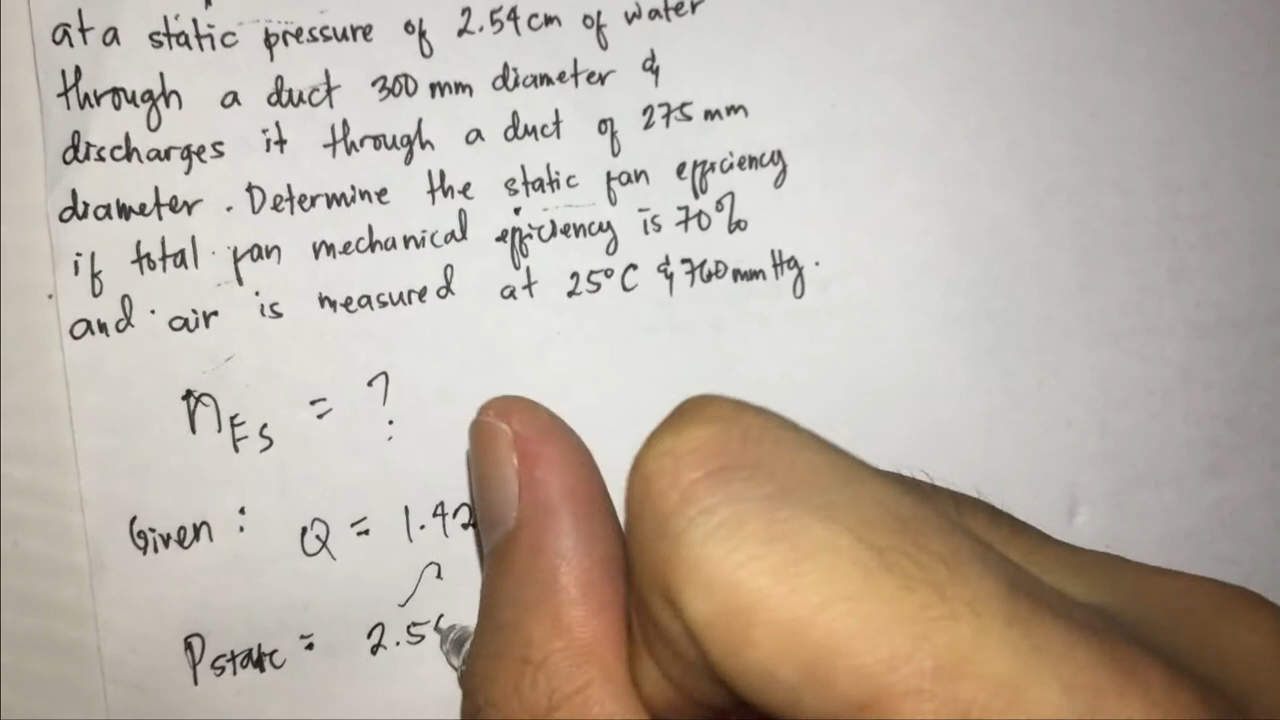 at a static pressure of 2.54 cm of water
through a duct 300 mm diameter &
discharges it through a duct of 275 mm
diameter. Determine the static fan efficiency
if total fan mechanical efficiency is 70%
and air is measured at 25°C & 760 mm Hg.
η_FS = ?
Given: Q = 1.42
Pstatic = 2.5